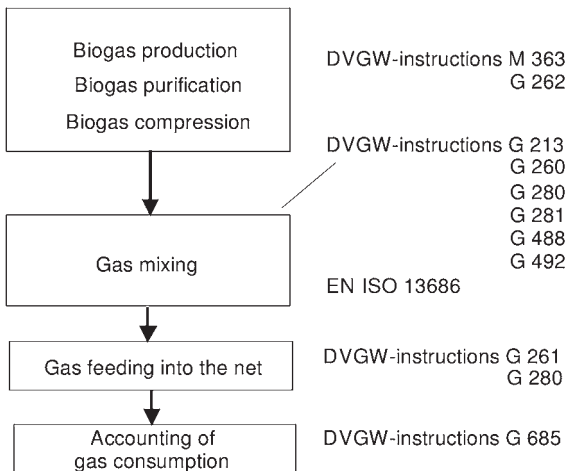 Biogas production
Biogas purification
Biogas compression
DVGW-instructions M 363
G 262
DVGW-instructions G 213
G 260
G 280
G 281
G 488
G 492
EN ISO 13686
Gas mixing
Gas feeding into the net
DVGW-instructions G 261
G 280
Accounting of
gas consumption
DVGW-instructions G 685